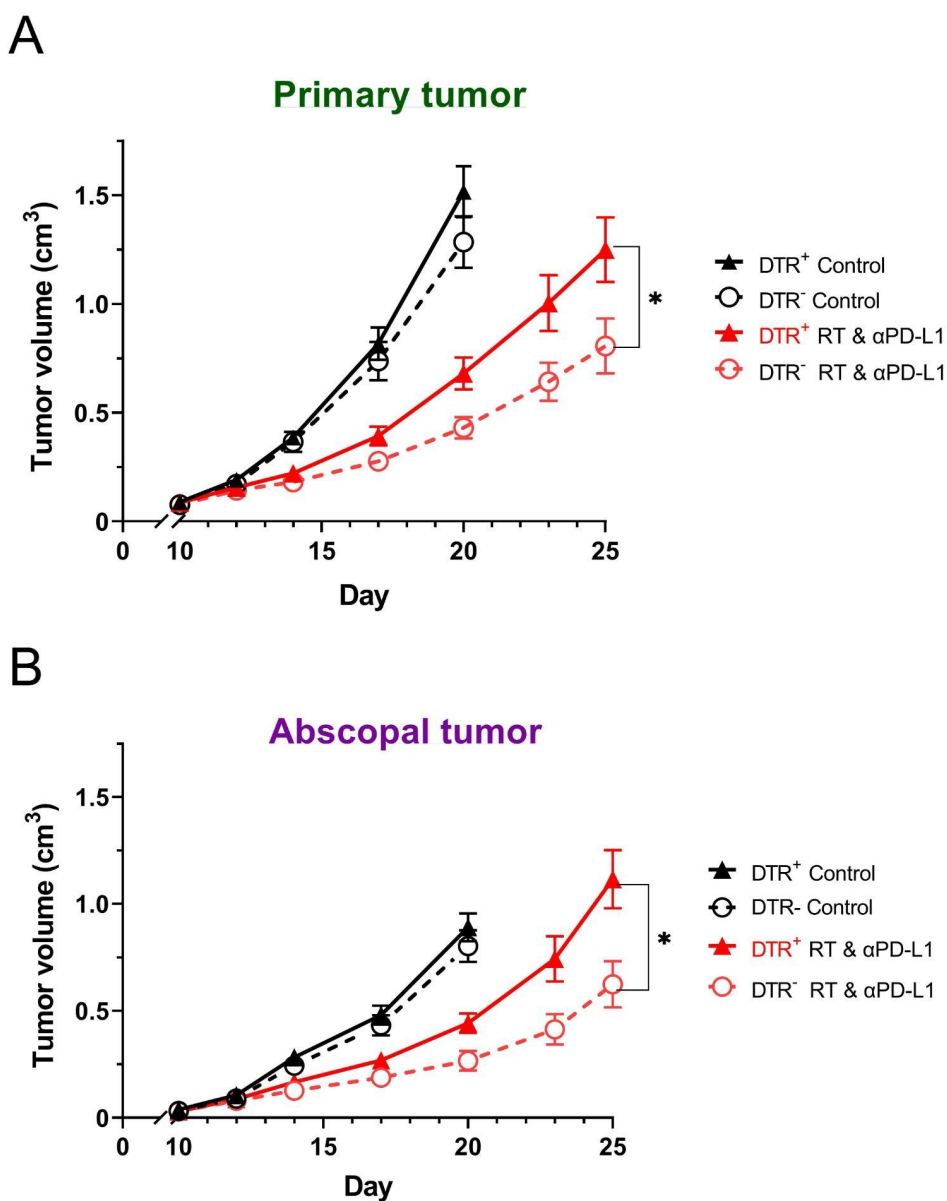 A
Primary tumor
Tumor volume (cm³)
1.5
1.0
0.5
0
0 10 15 20 25
Day
DTR⁺ Control
DTR⁻ Control
DTR⁺ RT & αPD-L1
DTR⁻ RT & αPD-L1
*
B
Abscopal tumor
Tumor volume (cm³)
1.5
1.0
0.5
0
0 10 15 20 25
Day
DTR⁺ Control
DTR- Control
DTR⁺ RT & αPD-L1
DTR⁻ RT & αPD-L1
*